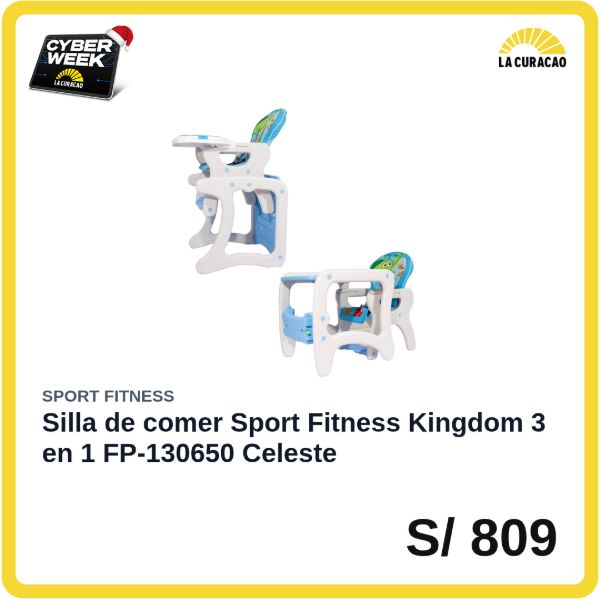 CYBER
WEEK
LA CURACAO
LA CURACAO
SPORT FITNESS
Silla de comer Sport Fitness Kingdom 3
en 1 FP-130650 Celeste
S/ 809